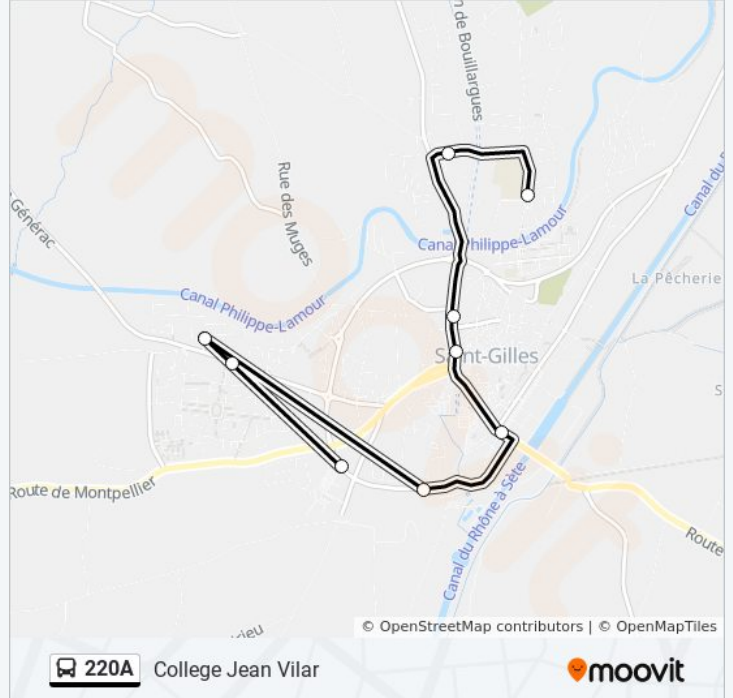 n de Bouillargues
Rue des Muges
Générac
Canal du
Canal Philippe-Lamour
La Pêcherie
Canal Philippe-Lamour
Saint-Gilles
S
Route de Montpellier
Canal du Rhône à Sète
Route
rieu
© OpenStreetMap contributors | © OpenMapTiles
220A College Jean Vilar
moovit